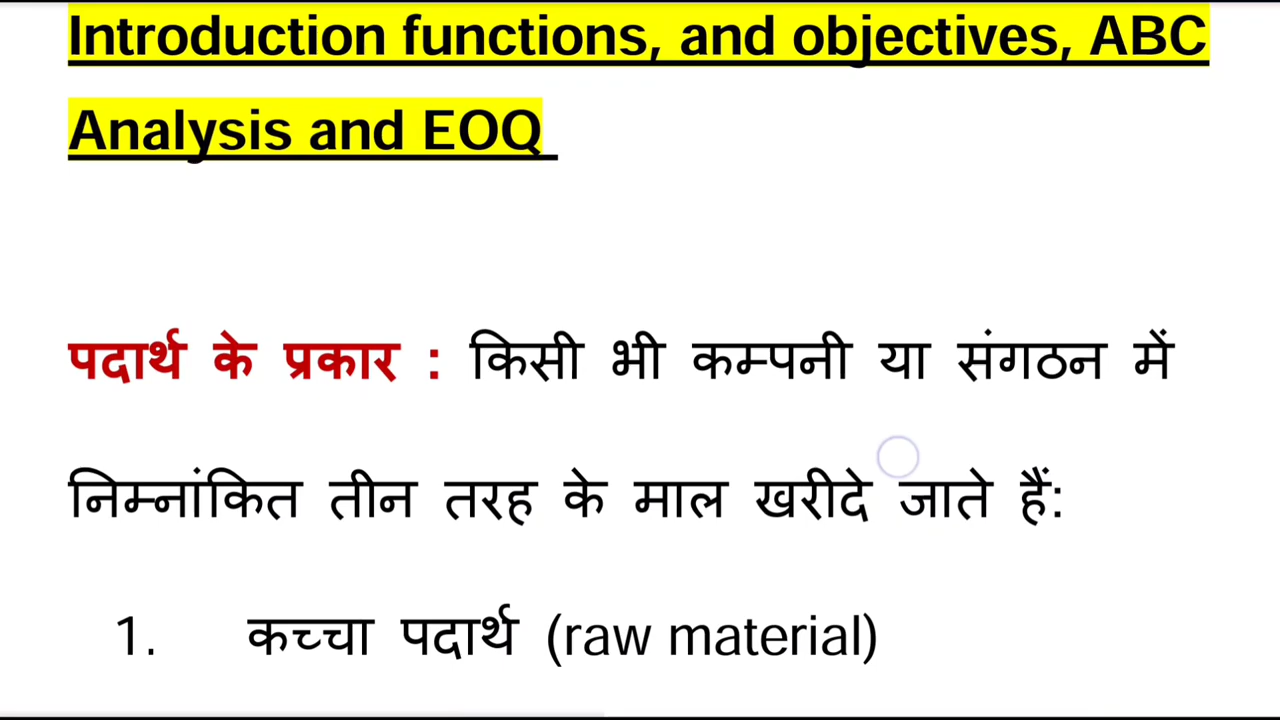 Introduction functions, and objectives, ABC
Analysis and EOQ
पदार्थ के प्रकार : किसी भी कम्पनी या संगठन में
निम्नांकित तीन तरह के माल खरीदे जाते हैं:
1. कच्चा पदार्थ (raw material)